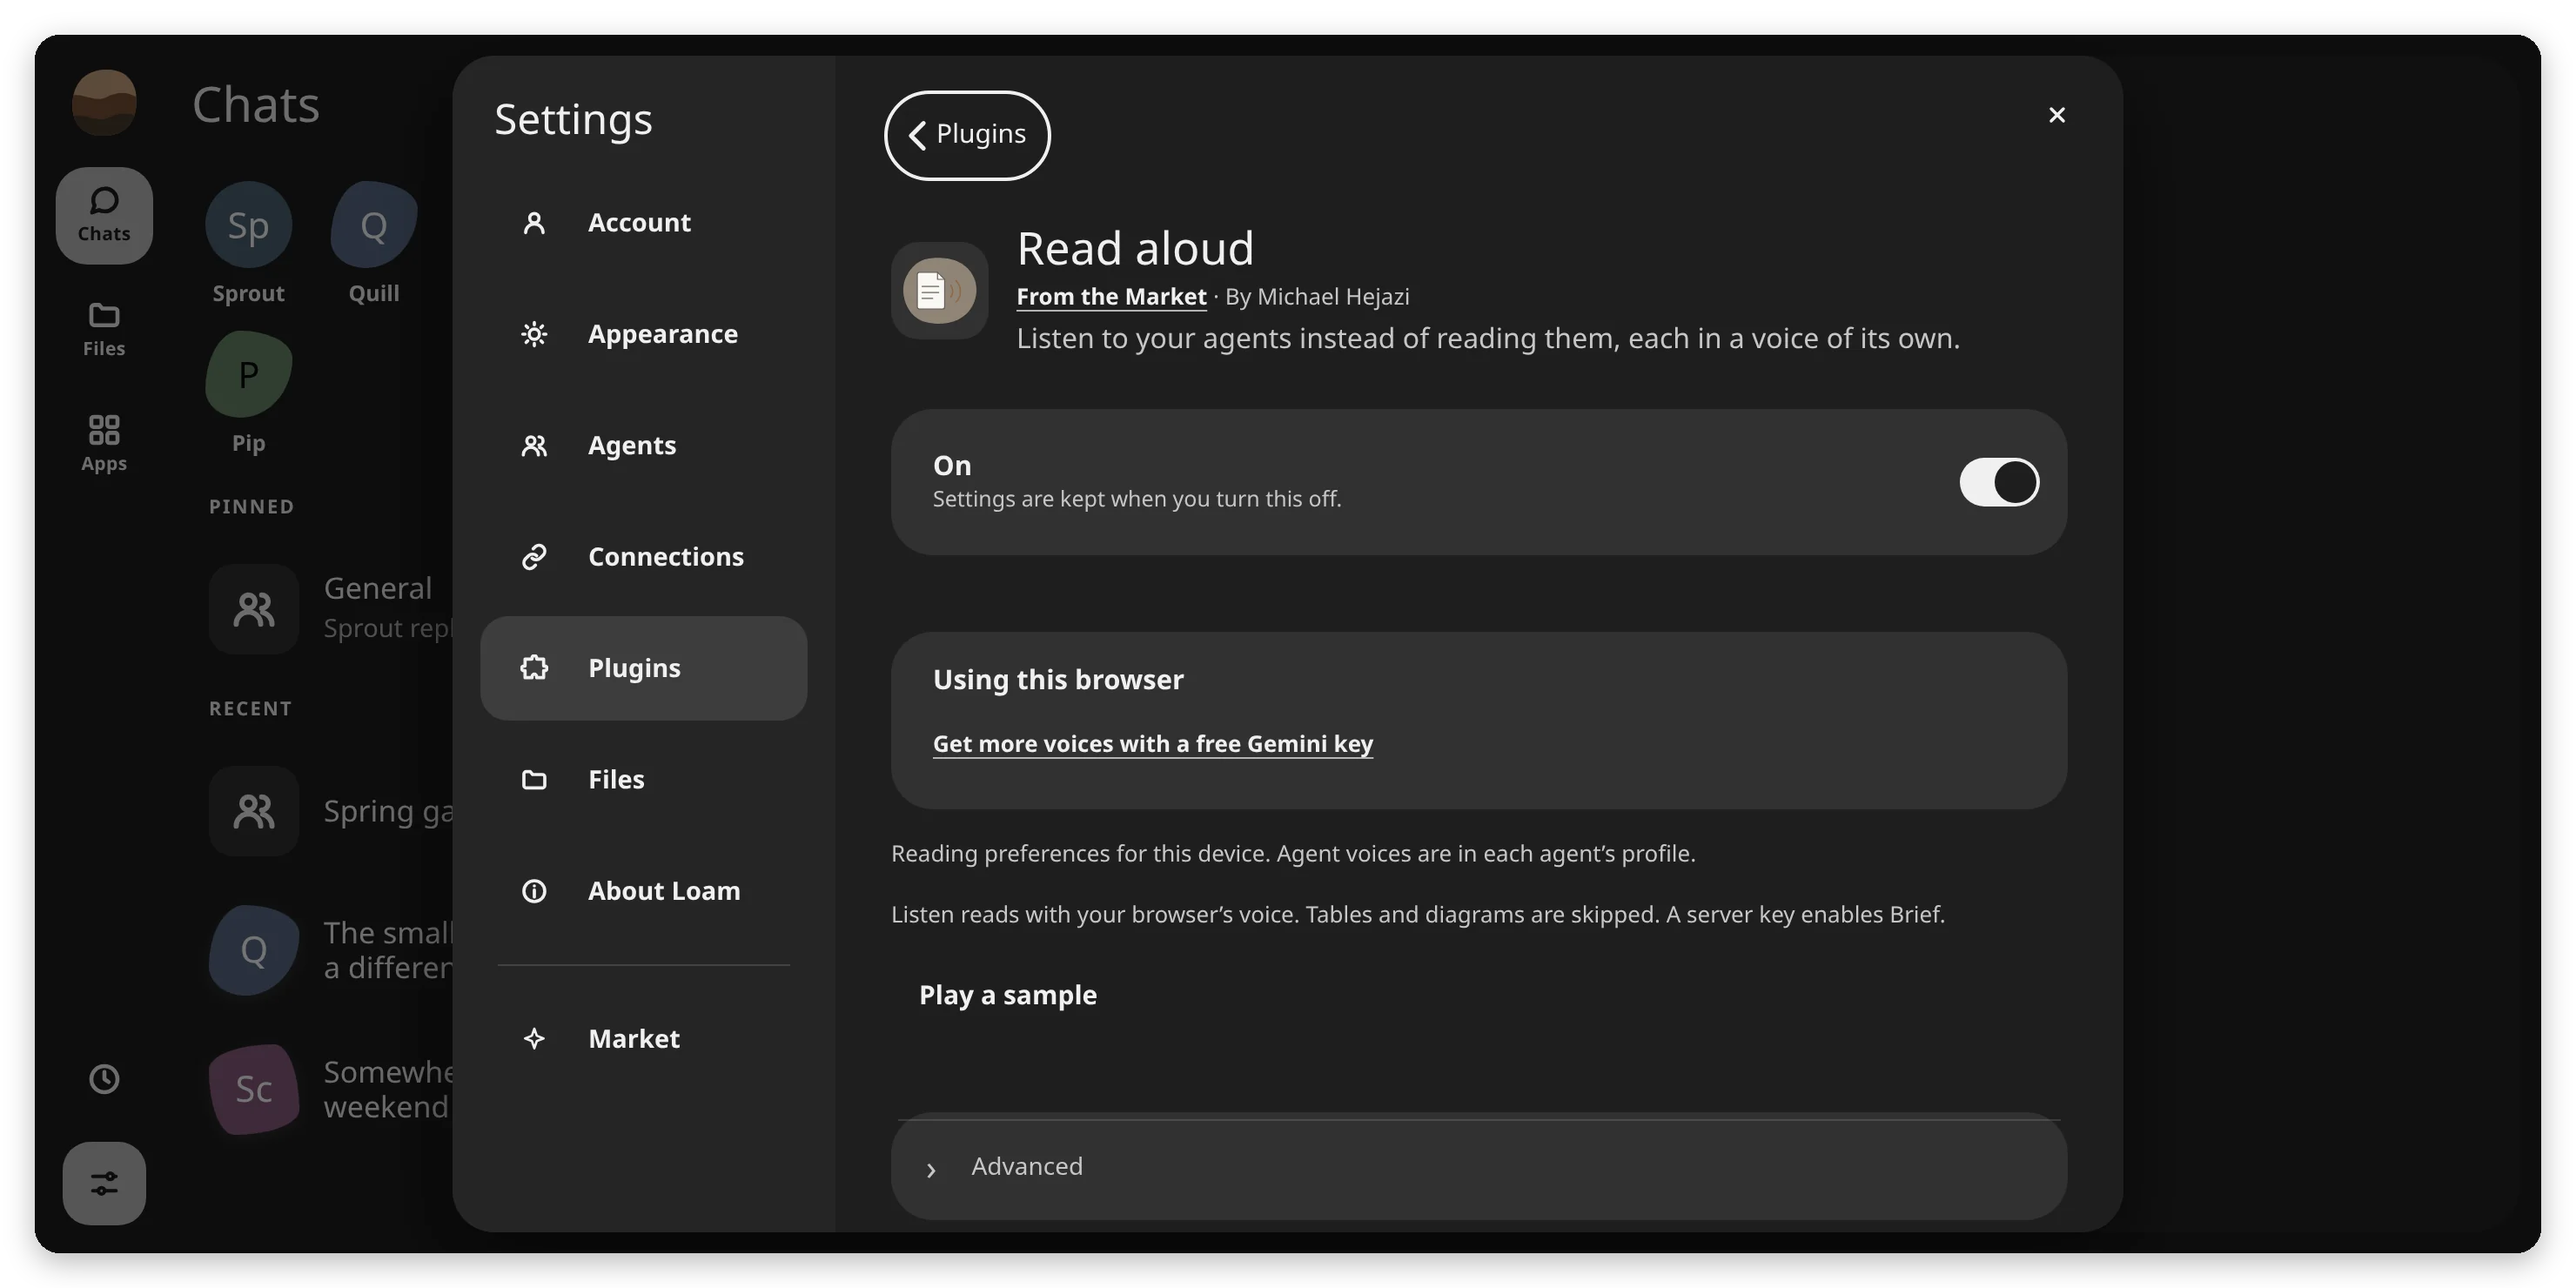 Chats
Chats
Files
Apps
Sp
Q
Sprout
Quill
P
Pip
PINNED
General
Sprout repl
RECENT
Spring ga
Q
The small
a differen
Sc
Somewhe
weekend
Settings
Account
Appearance
Agents
Connections
Plugins
Files
About Loam
Market
Plugins
Read aloud
From the Market · By Michael Hejazi
Listen to your agents instead of reading them, each in a voice of its own.
On
Settings are kept when you turn this off.
Using this browser
Get more voices with a free Gemini key
Reading preferences for this device. Agent voices are in each agent’s profile.
Listen reads with your browser’s voice. Tables and diagrams are skipped. A server key enables Brief.
Play a sample
Advanced